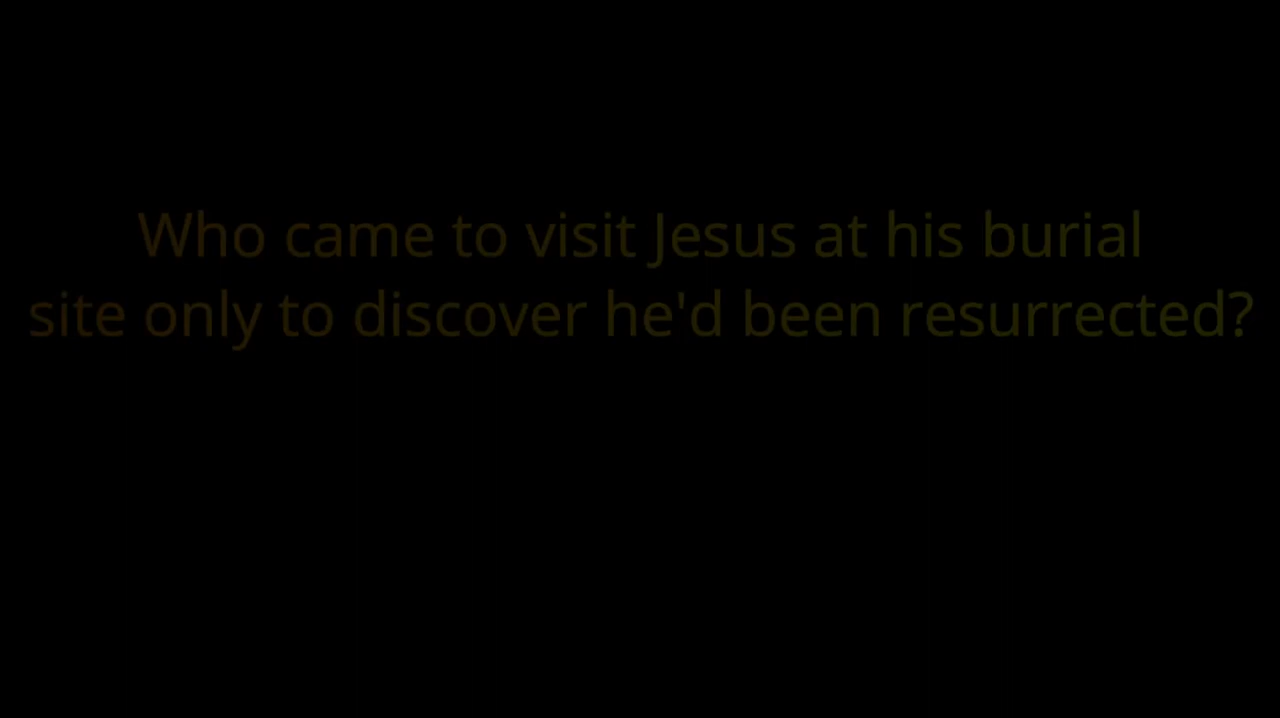 Who came to visit Jesus at his burial
site only to discover he'd been resurrected?